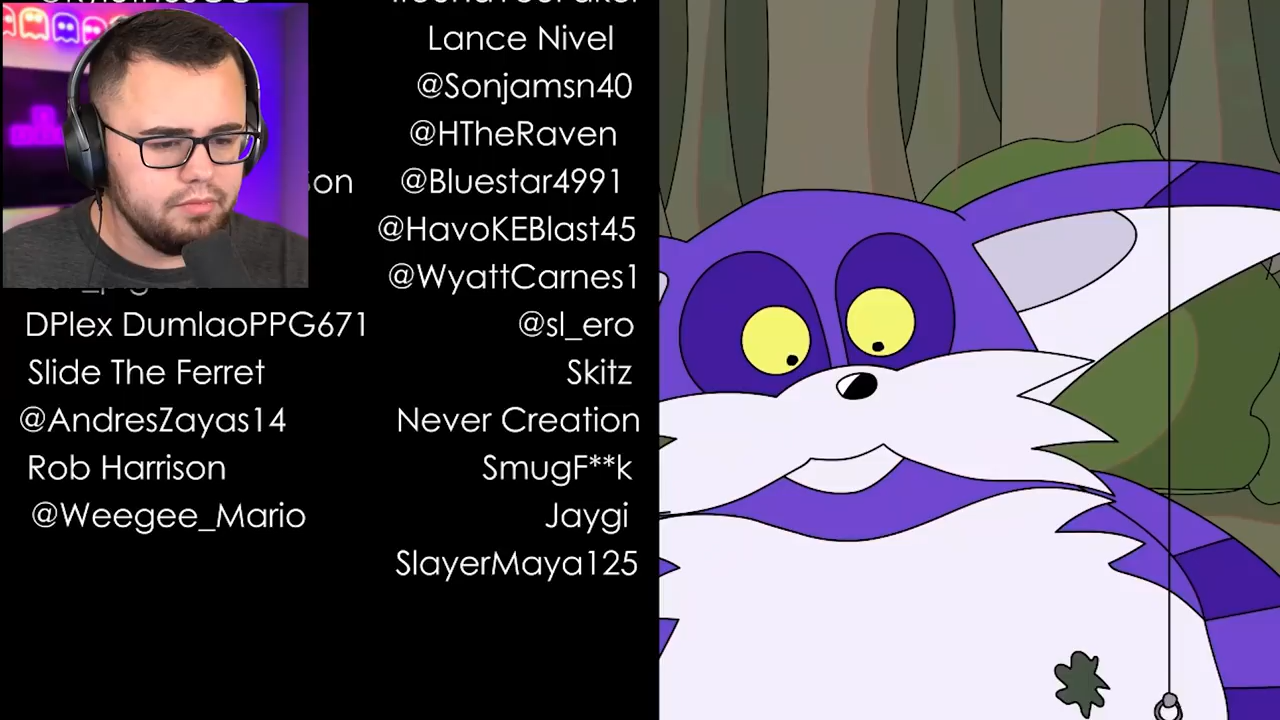 Lance Nivel
@Sonjamsn40
@HTheRaven
@Bluestar4991
@HavoKEBlast45
@WyattCarnes1
DPlex DumlaoPPG671 @sl_ero
Slide The Ferret Skitz
@AndresZayas14 Never Creation
Rob Harrison SmugF**k
@Weegee_Mario Jaygi
SlayerMaya125